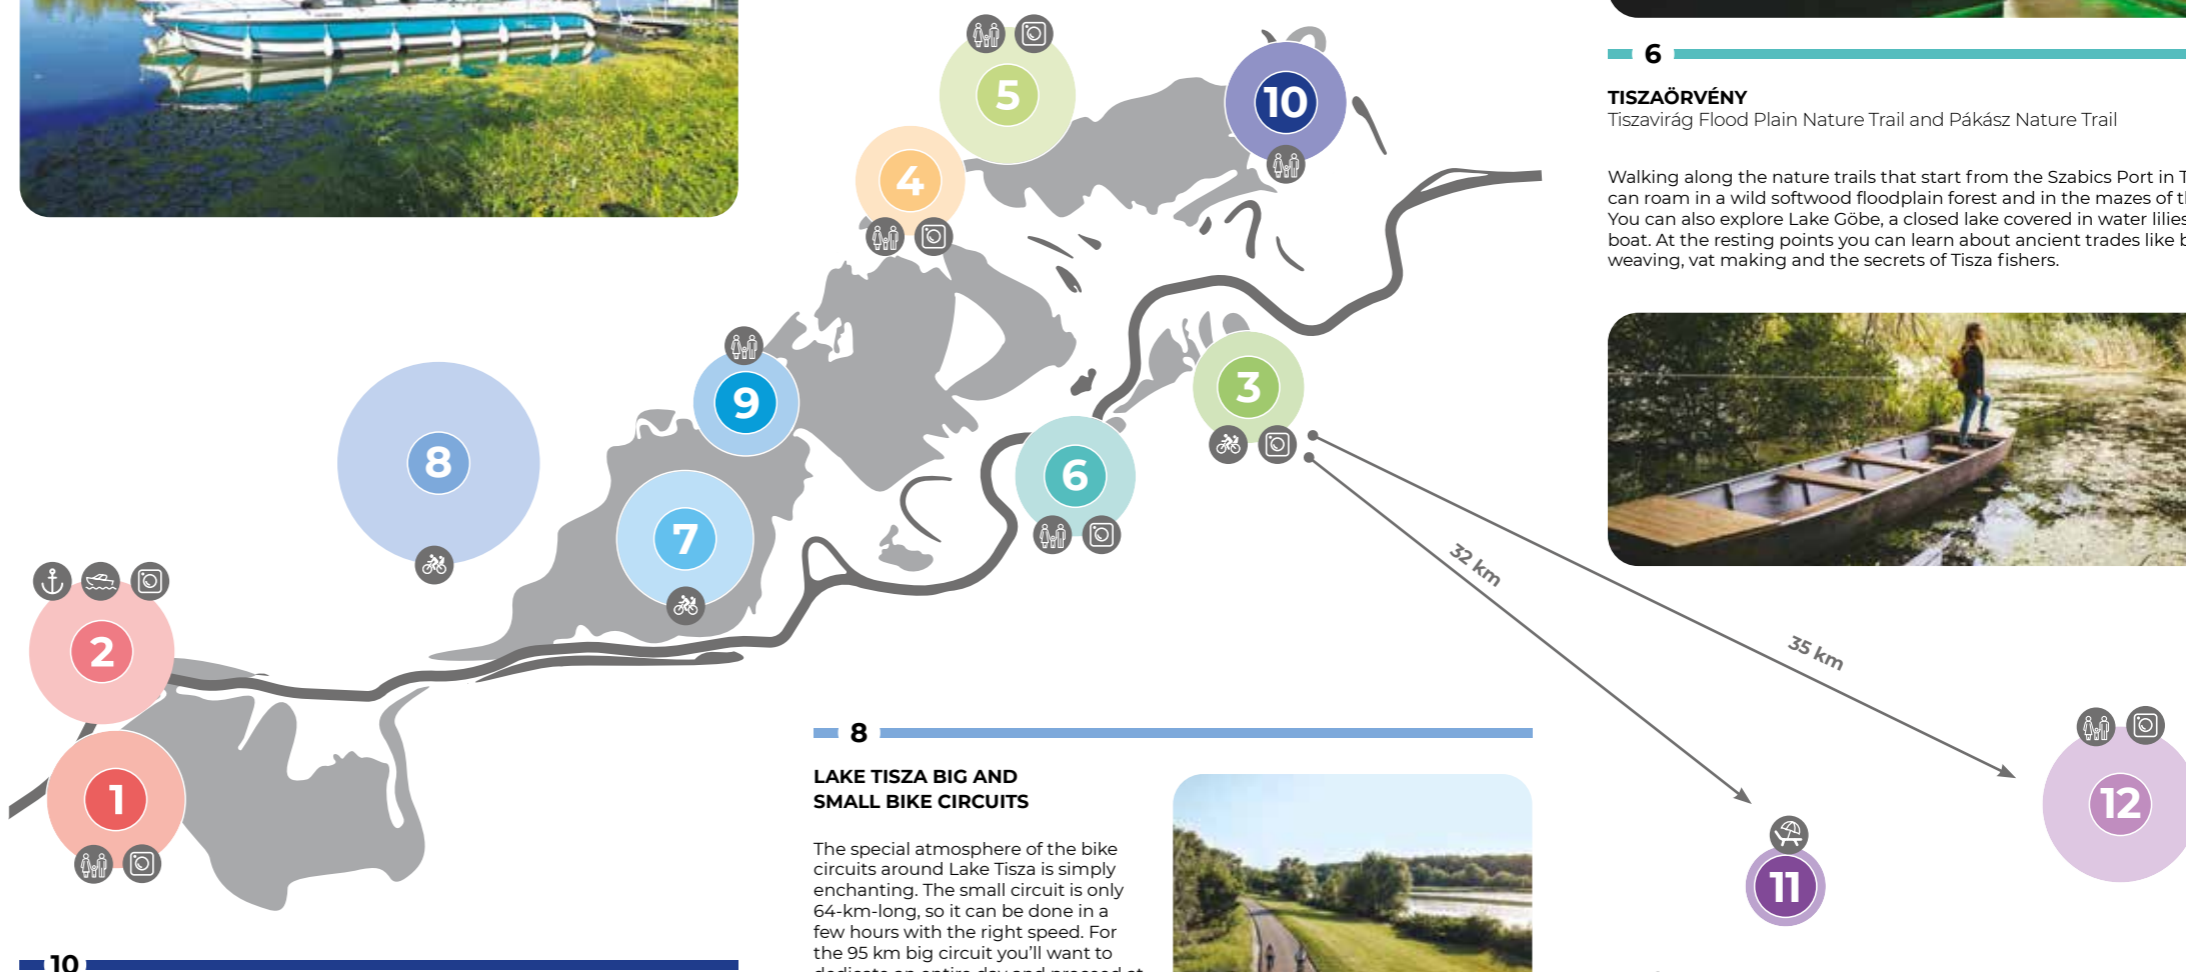 5
10
4
9
3
8
6
7
2
1
32 km
35 km
12
11
6
TISZAÖRVÉNY
Tiszavirág Flood Plain Nature Trail and Pákász Nature Trail
Walking along the nature trails that start from the Szabics Port in
can roam in a wild softwood floodplain forest and in the mazes of
You can also explore Lake Göbe, a closed lake covered in water lilies
boat. At the resting points you can learn about ancient trades like
weaving, vat making and the secrets of Tisza fishers.
8
LAKE TISZA BIG AND
SMALL BIKE CIRCUITS
The special atmosphere of the bike
circuits around Lake Tisza is simply
enchanting. The small circuit is only
64-km-long, so it can be done in a
few hours with the right speed. For
the 95 km big circuit you’ll want to
dedicate an entire day and proceed at
10